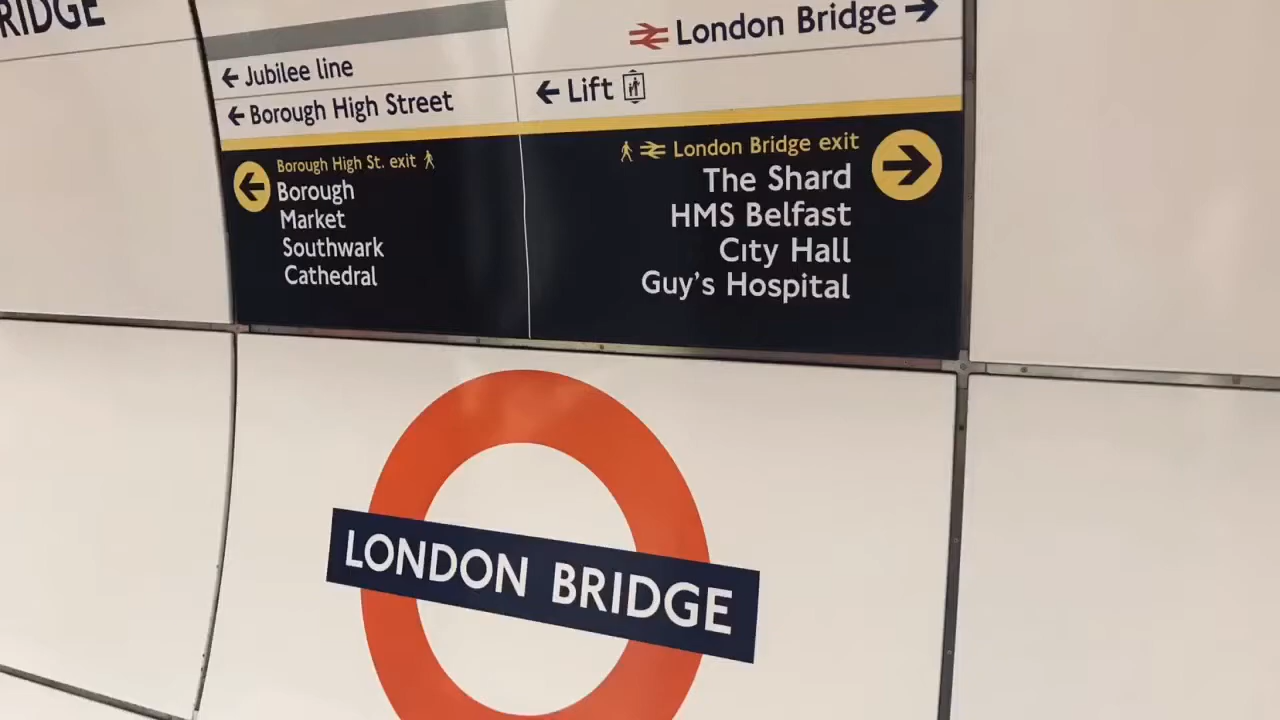 RIDGE
Jubilee line
Borough High Street
London Bridge
Lift
Borough High St. exit
Borough
Market
Southwark
Cathedral
London Bridge exit
The Shard
HMS Belfast
City Hall
Guy's Hospital
LONDON BRIDGE